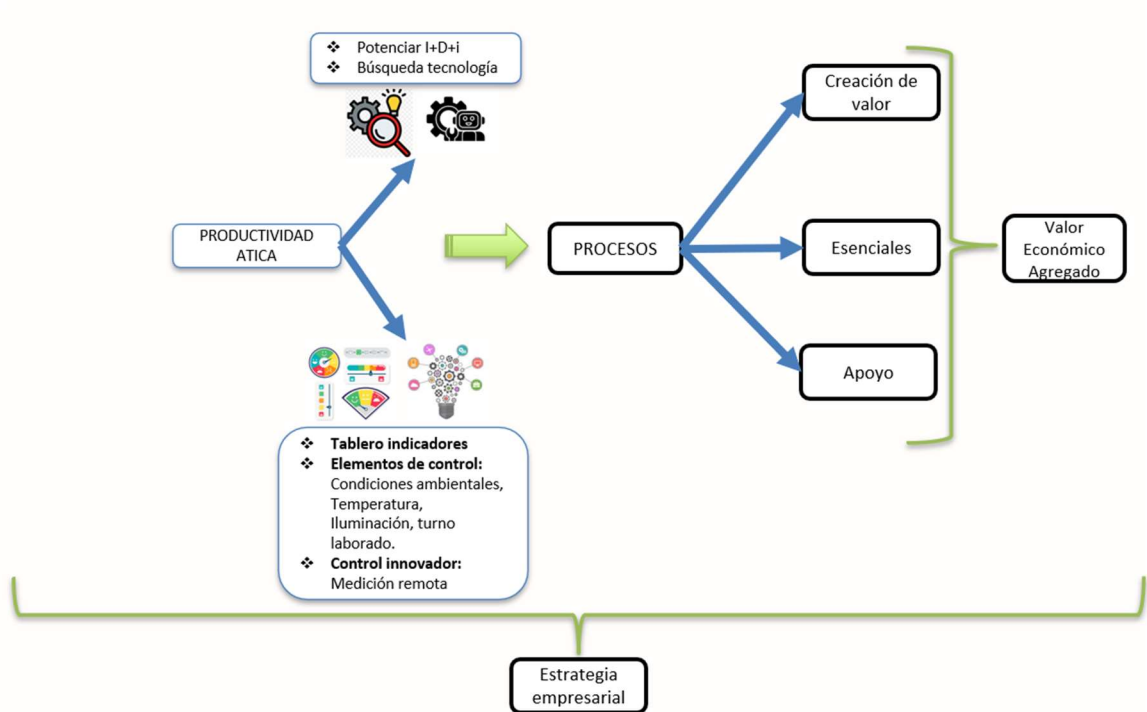 ❖ Potenciar I+D+i
❖ Búsqueda tecnología
PRODUCTIVIDAD
ATICA
❖ Tablero indicadores
❖ Elementos de control:
Condiciones ambientales,
Temperatura,
Iluminación, turno
laborado.
❖ Control innovador:
Medición remota
PROCESOS
Creación de
valor
Esenciales
Apoyo
Valor
Económico
Agregado
Estrategia
empresarial